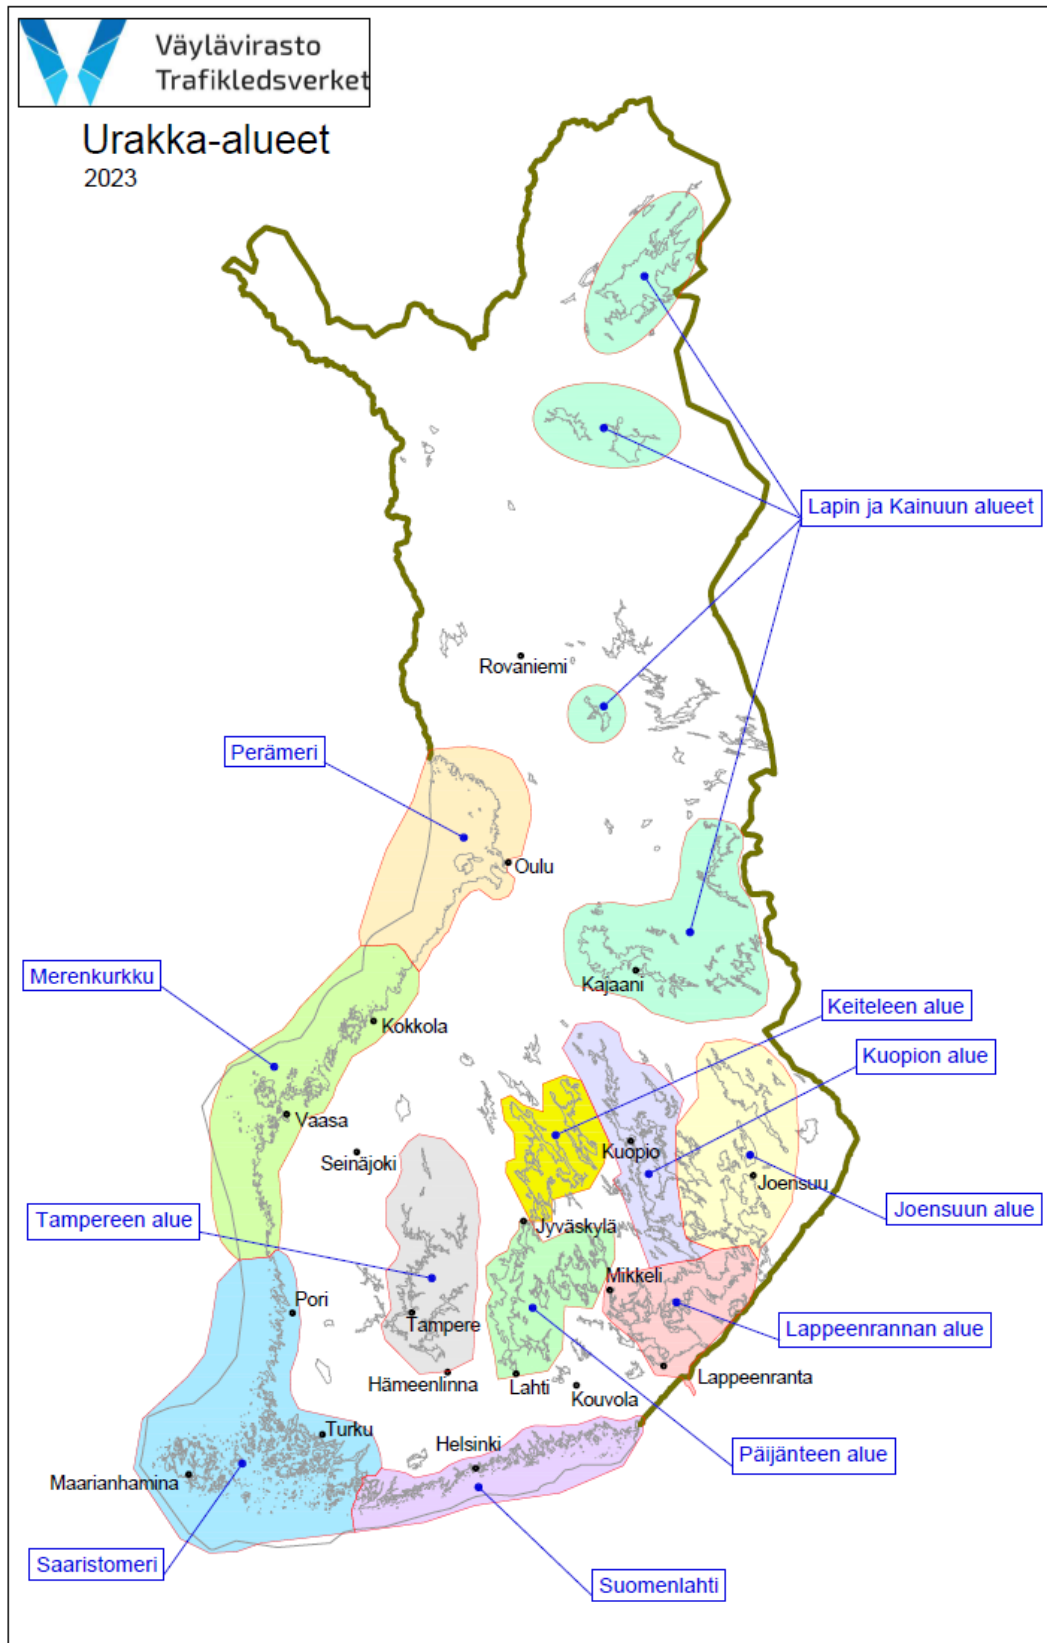 Väylävirasto
Trafikledsverket
Urakka-alueet
2023
Lapin ja Kainuun alueet
Rovaniemi
Perämeri
Oulu
Merenkurkku
Kajaani
Keiteleen alue
Kokkola
Kuopion alue
Vaasa
Kuopio
Seinäjoki
Joensuu
Joensuun alue
Tampereen alue
Jyväskylä
Mikkeli
Pori
Tampere
Lappeenrannan alue
Hämeenlinna
Lahti
Lappeenranta
Kouvola
Turku
Helsinki
Päijänteen alue
Maarianhamina
Saaristomeri
Suomenlahti